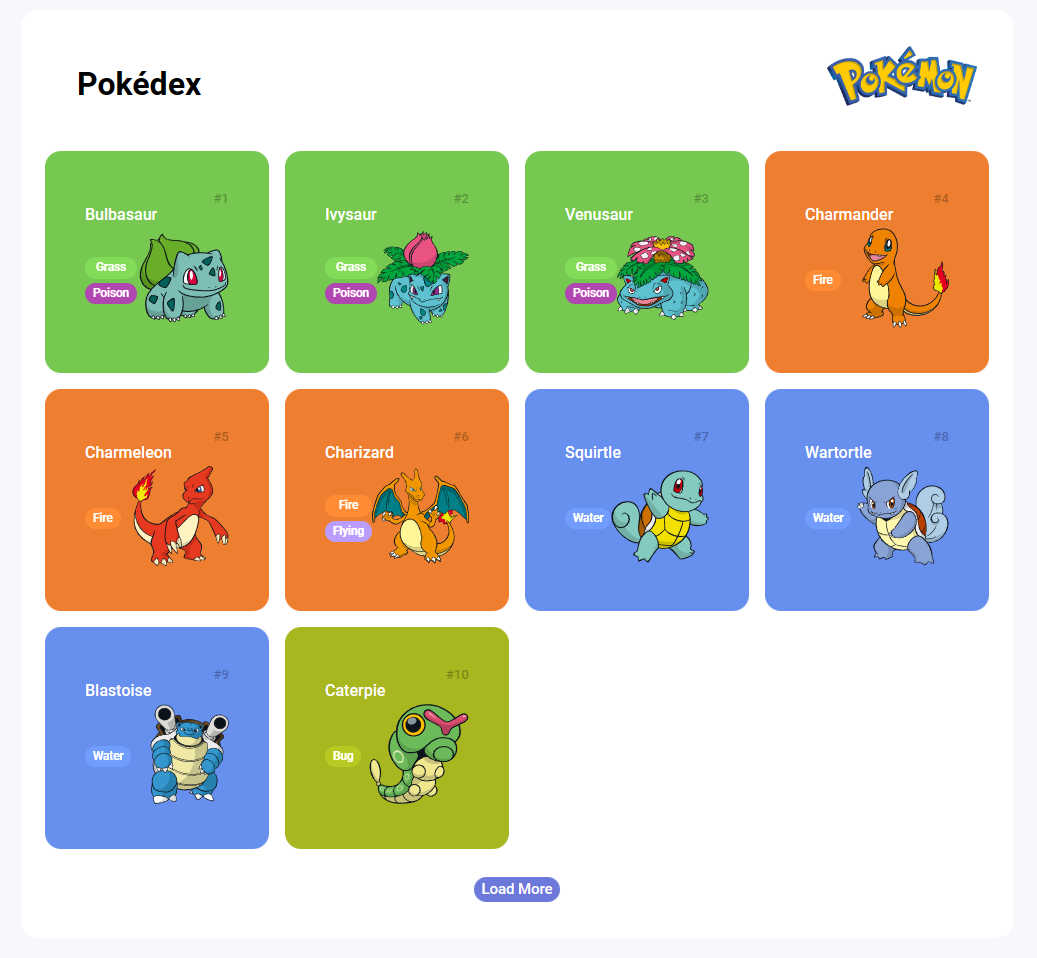 Pokédex
POKéMON
#1
Bulbasaur
Grass
Poison
#2
Ivysaur
Grass
Poison
#3
Venusaur
Grass
Poison
#4
Charmander
Fire
#5
Charmeleon
Fire
#6
Charizard
Fire
Flying
#7
Squirtle
Water
#8
Wartortle
Water
#9
Blastoise
Water
#10
Caterpie
Bug
Load More